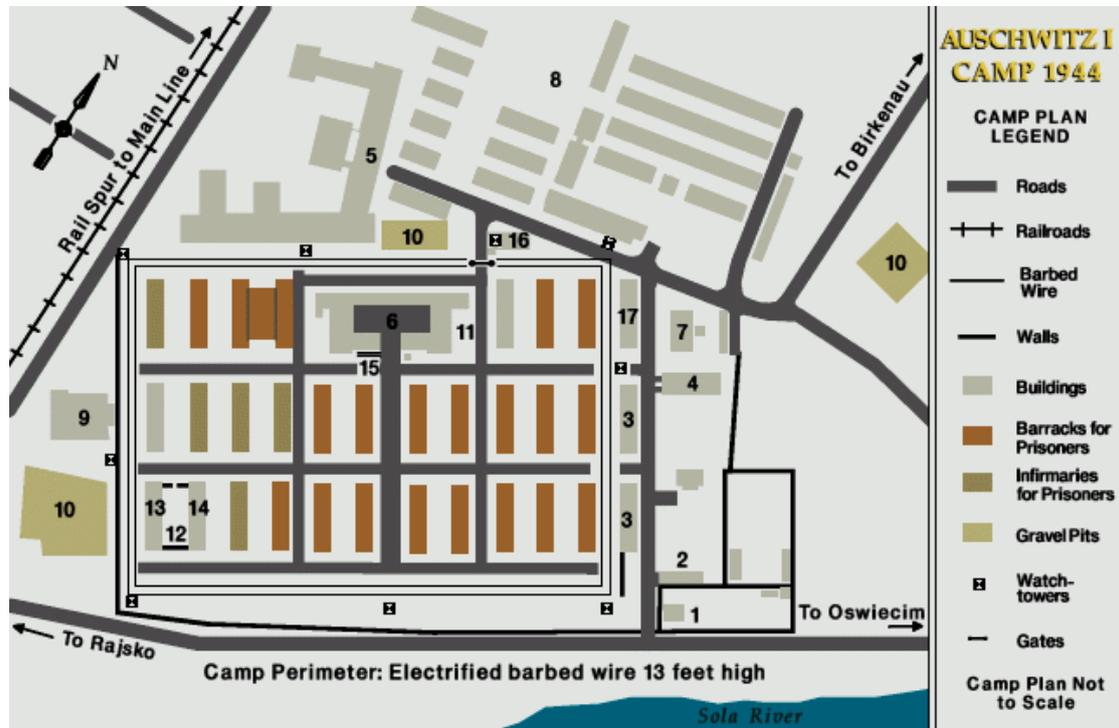 AUSCHWITZ I
CAMP 1944
CAMP PLAN
LEGEND
Roads
Railroads
Barbed
Wire
Walls
Buildings
Barracks for
Prisoners
Infirmaries
for Prisoners
Gravel Pits
Watch-
towers
Gates
Camp Plan Not
to Scale
N
Rail Spur to Main Line
To Birkenau
8
5
10
16
10
6
11
17
7
15
4
9
3
13
14
12
10
3
2
1
To Oswiecim
To Rajsko
Camp Perimeter: Electrified barbed wire 13 feet high
Sola River